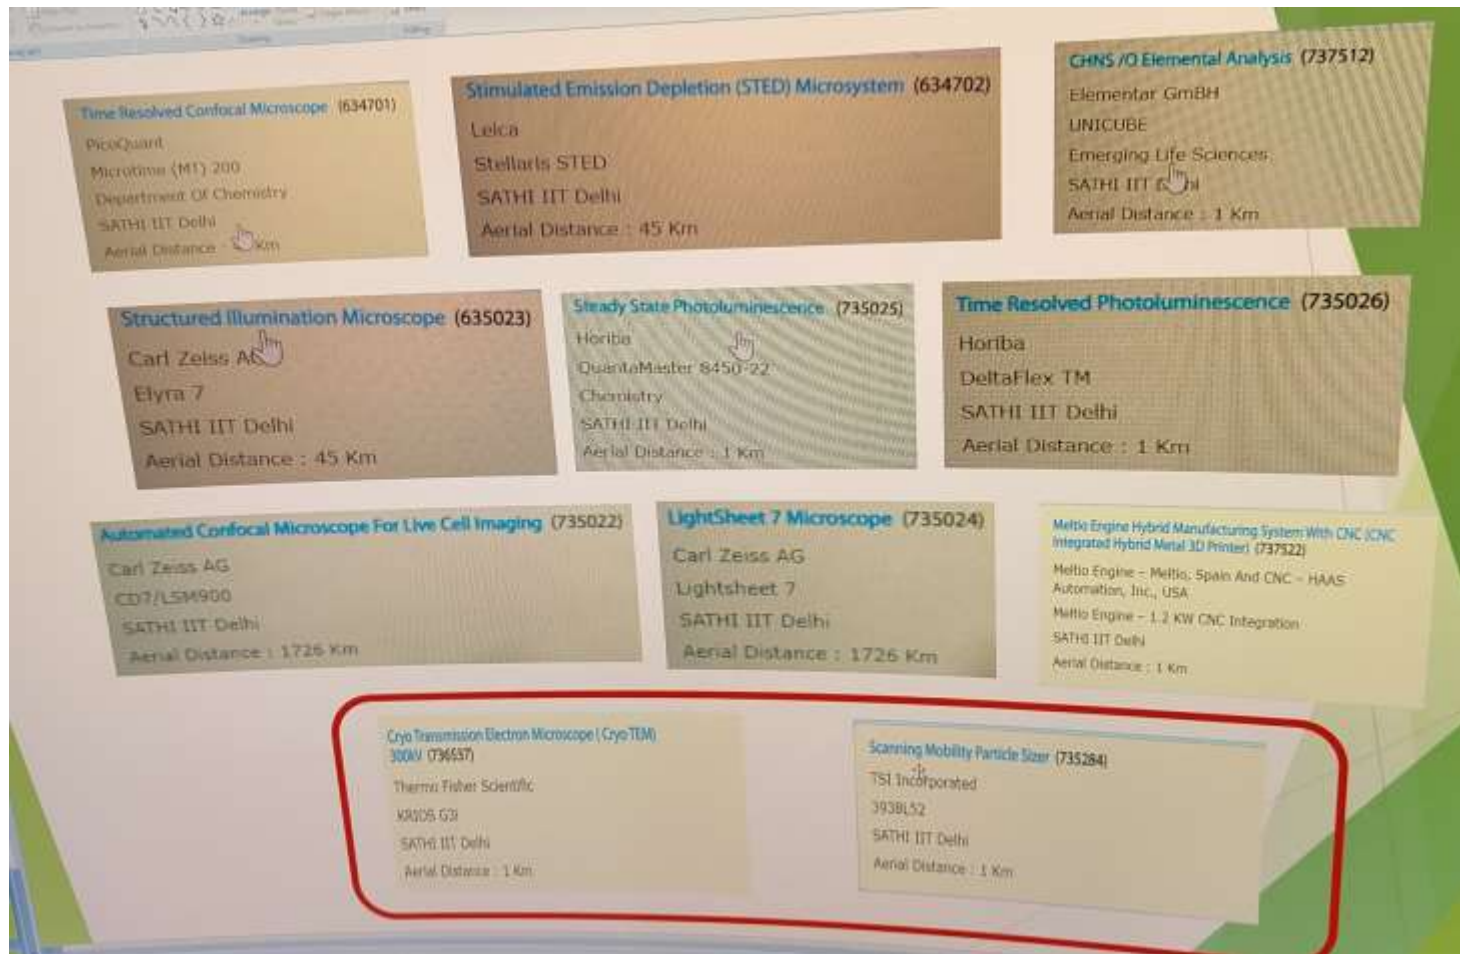 Time Resolved Confocal Microscope (634701)
PicoQuant
Microtime (MT) 200
Department Of Chemistry
SATHI IIT Delhi
Aerial Distance : Km
Stimulated Emission Depletion (STED) Microsystem (634702)
Leica
Stellaris STED
SATHI IIT Delhi
Aerial Distance : 45 Km
CHNS /O Elemental Analysis (737512)
Elementar GmBH
UNICUBE
Emerging Life Sciences,
SATHI IIT Delhi
Aerial Distance : 1 Km
Structured Illumination Microscope (635023)
Carl Zeiss AG
Elyra 7
SATHI IIT Delhi
Aerial Distance : 45 Km
Steady State Photoluminescence (735025)
Horiba
QuantaMaster 8450-22
Chemistry
SATHI IIT Delhi
Aerial Distance : 1 Km
Time Resolved Photoluminescence (735026)
Horiba
DeltaFlex TM
SATHI IIT Delhi
Aerial Distance : 1 Km
Automated Confocal Microscope For Live Cell Imaging (735022)
Carl Zeiss AG
CD7/LSM900
SATHI IIT Delhi
Aerial Distance : 1726 Km
LightSheet 7 Microscope (735024)
Carl Zeiss AG
Lightsheet 7
SATHI IIT Delhi
Aerial Distance : 1726 Km
Meltio Engine Hybrid Manufacturing System With CNC (CNC
Integrated Hybrid Metal 3D Printer) (737522)
Meltio Engine – Meltio, Spain And CNC – HAAS
Automation, Inc., USA
Meltio Engine – 1.2 KW CNC Integration
SATHI IIT Delhi
Aerial Distance : 1 Km
Cryo Transmission Electron Microscope ( Cryo TEM)
300kV (736537)
Thermo Fisher Scientific
KRIOS G3i
SATHI IIT Delhi
Aerial Distance : 1 Km
Scanning Mobility Particle Sizer (735284)
TSI Incorporated
3938L52
SATHI IIT Delhi
Aerial Distance : 1 Km